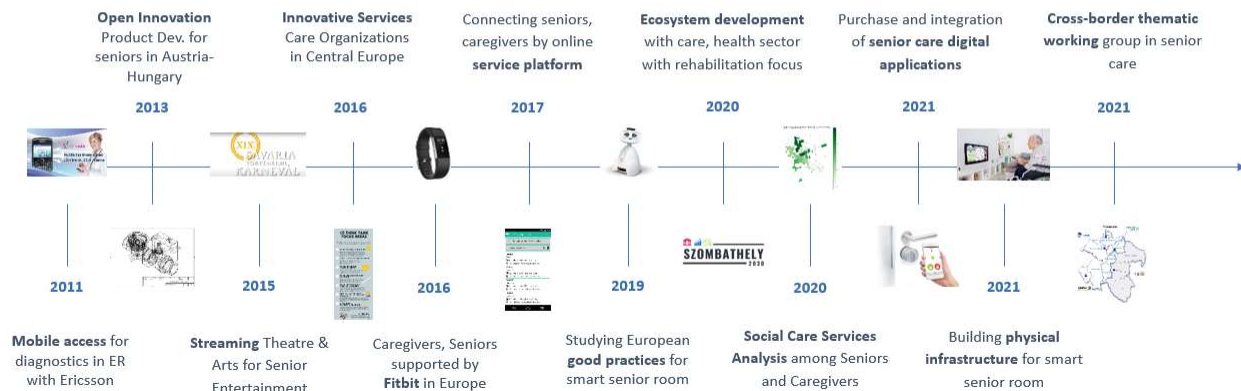 Open Innovation
Product Dev. for
seniors in Austria-
Hungary
2013
Innovative Services
Care Organizations
in Central Europe
2016
Connecting seniors,
caregivers by online
service platform
2017
Ecosystem development
with care, health sector
with rehabilitation focus
2020
Purchase and integration
of senior care digital
applications
2021
Cross-border thematic
working group in senior
care
2021
XIX.
SAVARIA
KARNEVÁL
SZOMBATHELY
2030
2011
Mobile access for
diagnostics in ER
with Ericsson
2015
Streaming Theatre &
Arts for Senior
Entertainment
2016
Caregivers, Seniors
supported by
Fitbit in Europe
2019
Studying European
good practices for
smart senior room
2020
Social Care Services
Analysis among Seniors
and Caregivers
2021
Building physical
infrastructure for smart
senior room